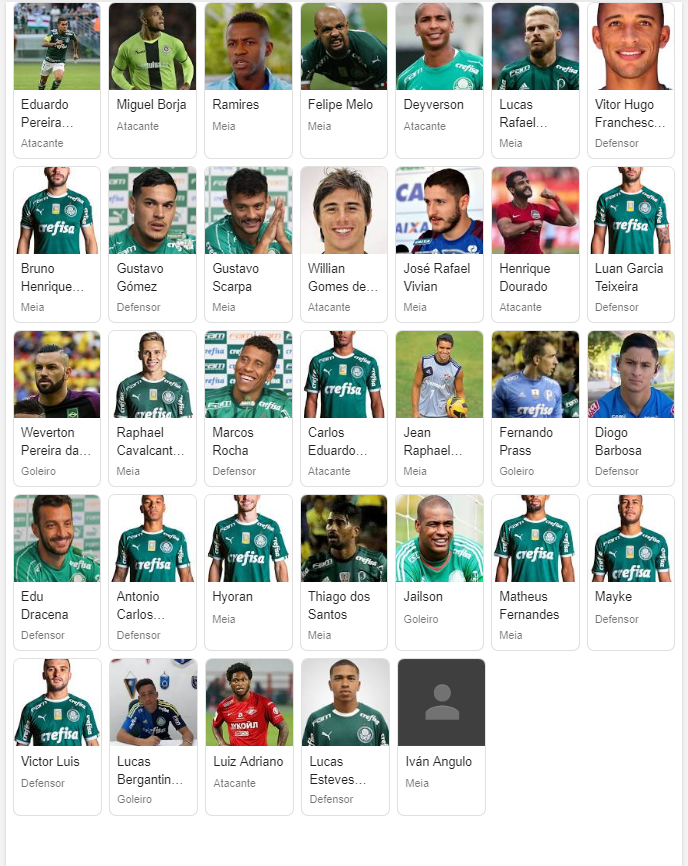 Eduardo
Pereira...
Atacante
Miguel Borja
Atacante
Ramires
Meia
Felipe Melo
Meia
Deyverson
Atacante
Lucas
Rafael...
Meia
Vitor Hugo
Franchesc...
Defensor
Bruno
Henrique...
Meia
Gustavo
Gómez
Defensor
Gustavo
Scarpa
Meia
Willian
Gomes de...
Atacante
José Rafael
Vivian
Meia
Henrique
Dourado
Atacante
Luan Garcia
Teixeira
Defensor
Weverton
Pereira da...
Goleiro
Raphael
Cavalcant...
Meia
Marcos
Rocha
Defensor
Carlos
Eduardo...
Atacante
Jean
Raphael...
Meia
Fernando
Prass
Goleiro
Diogo
Barbosa
Defensor
Edu
Dracena
Defensor
Antonio
Carlos...
Defensor
Hyoran
Meia
Thiago dos
Santos
Meia
Jailson
Goleiro
Matheus
Fernandes
Meia
Mayke
Defensor
Victor Luis
Defensor
Lucas
Bergantin...
Goleiro
Luiz Adriano
Atacante
Lucas
Esteves...
Defensor
Iván Angulo
Meia